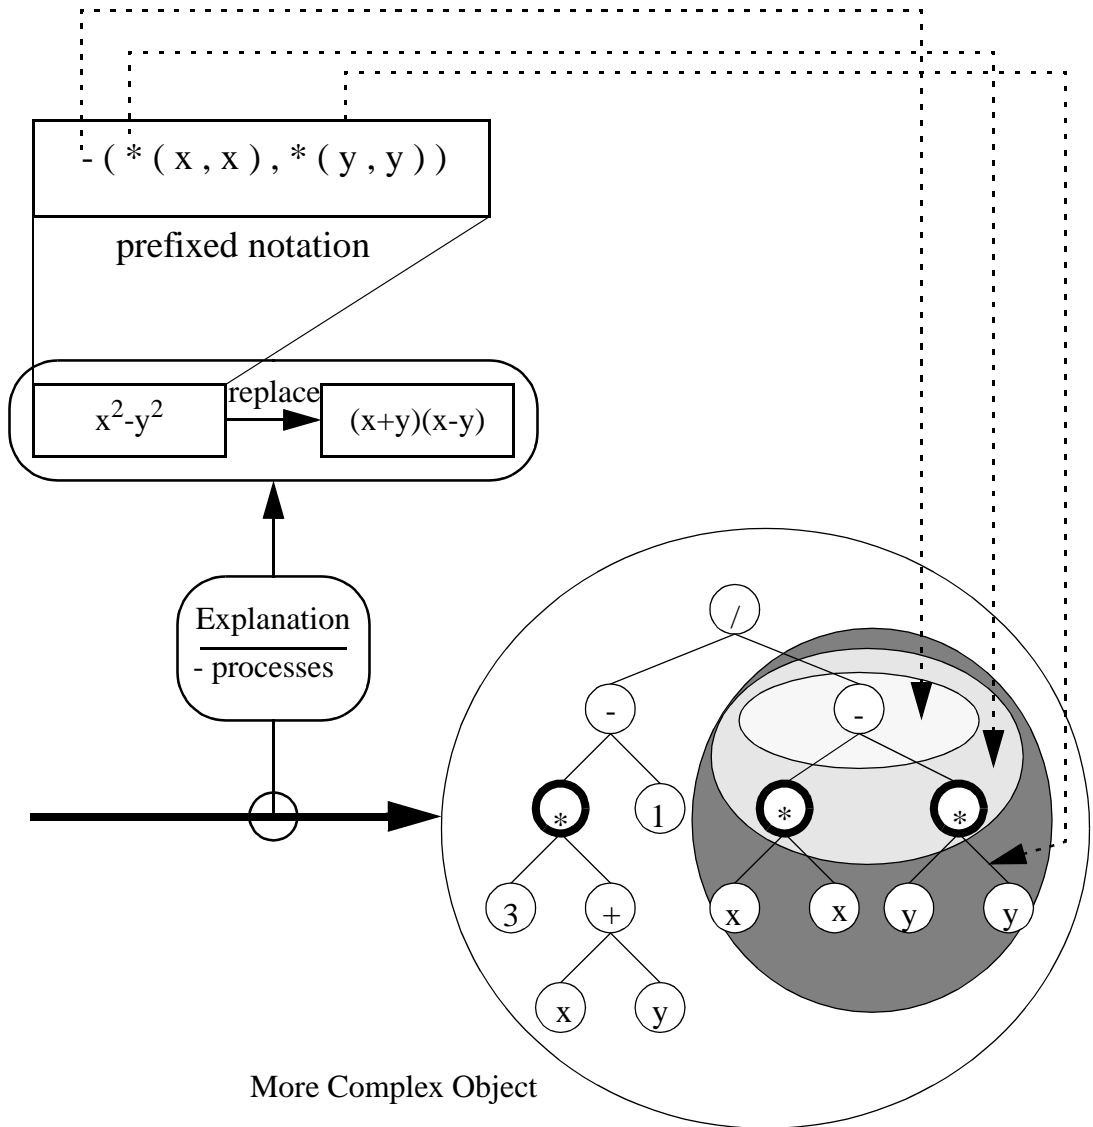 - ( * ( x , x ) , * ( y , y ) )
prefixed notation
replace
x²-y²
(x+y)(x-y)
Explanation
- processes
/
- -
* 1 * *
3 + x x y y
x y
More Complex Object